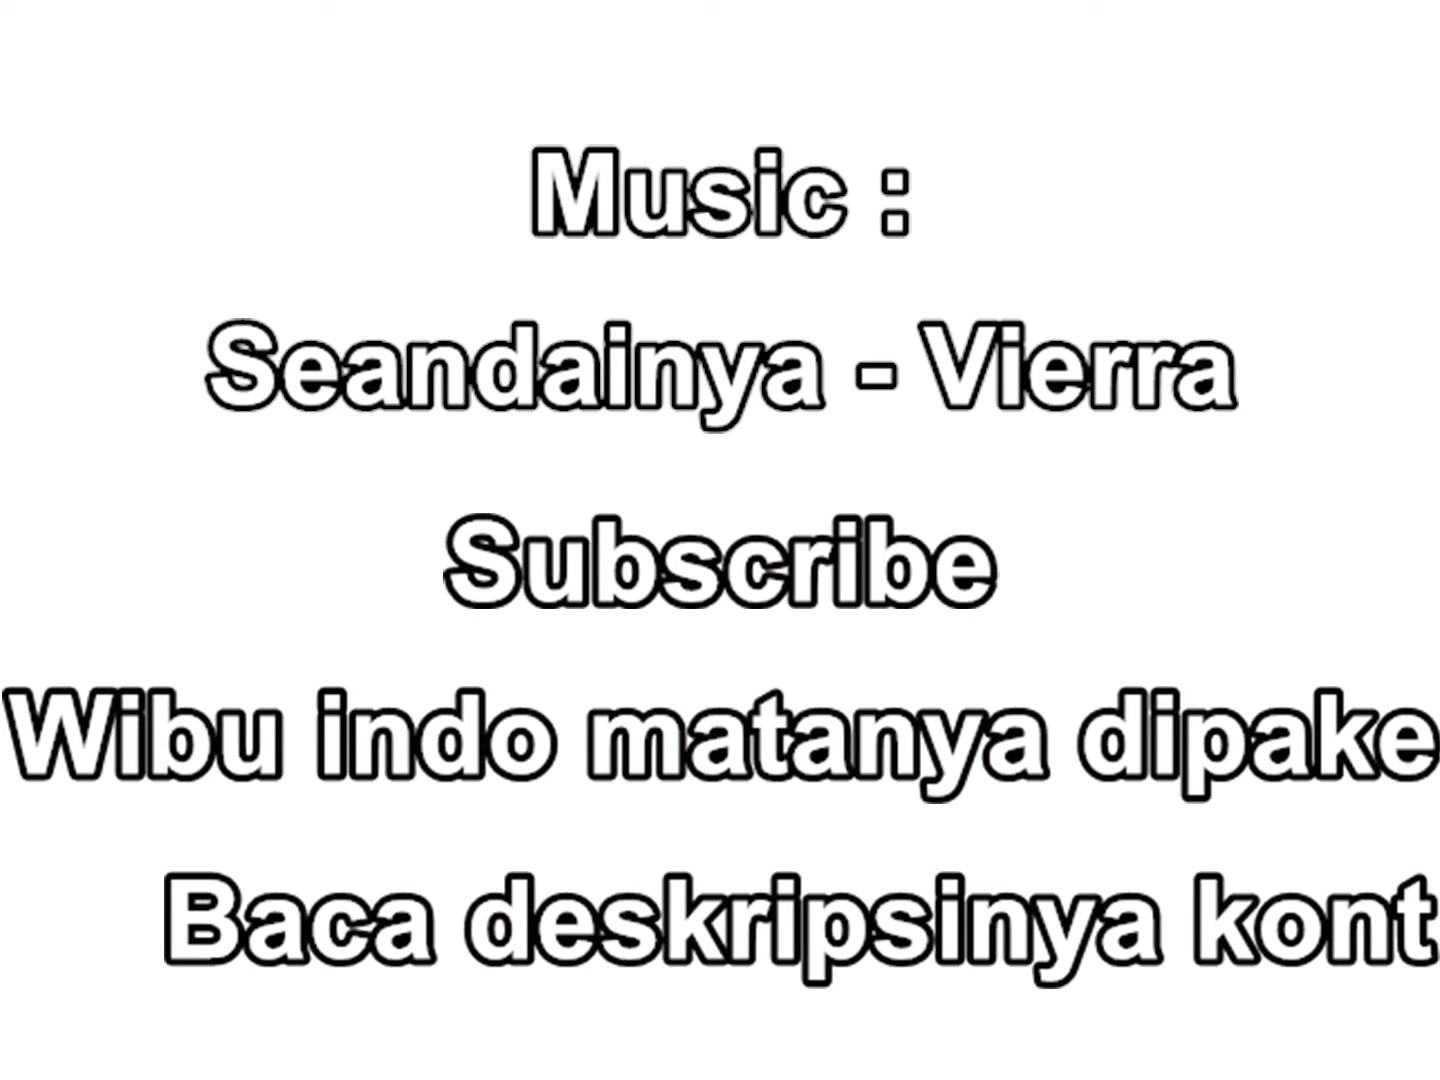 Music :
Seandainya - Vierra
Subscribe
Wibu indo matanya dipake
Baca deskripsinya kont